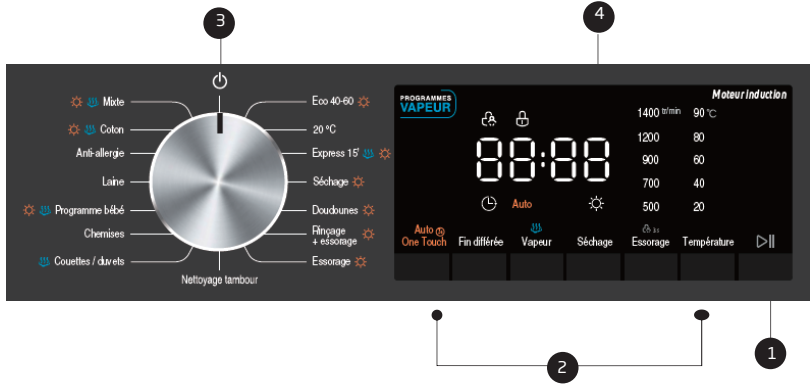 3
4
Mixte
Coton
Anti-allergie
Laine
Programme bébé
Chemises
Couettes / duvets
Nettoyage tambour
Eco 40-60
20 °C
Express 15'
Séchage
Doudounes
Rinçage
+ essorage
Essorage
PROGRAMMES
VAPEUR
Moteur Induction
1400 tr/min 90 °C
1200 80
900 60
700 40
500 20
88:88
Auto
Auto
One Touch
Fin différée
Vapeur
Séchage
Essorage
Température
1
2